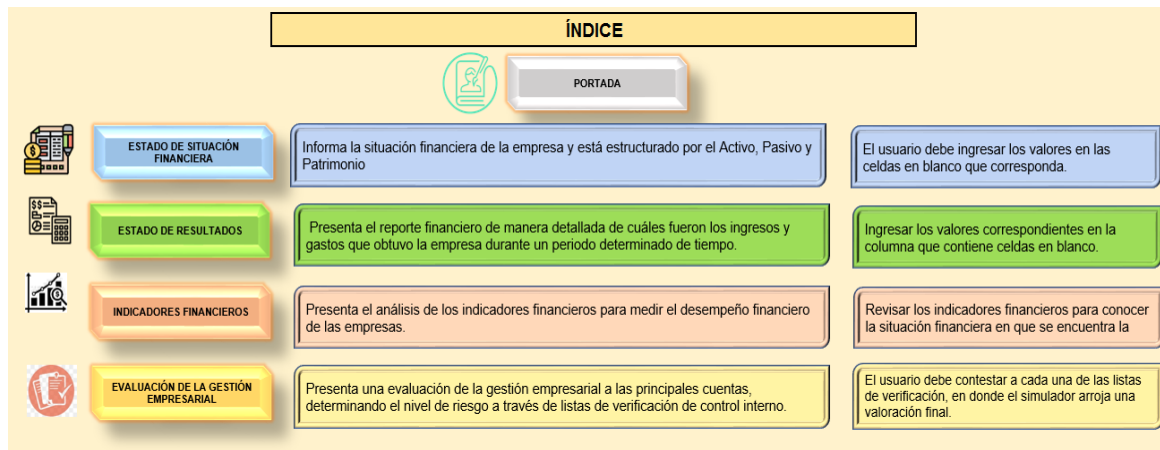 ÍNDICE
PORTADA
ESTADO DE SITUACIÓN
FINANCIERA
Informa la situación financiera de la empresa y está estructurado por el Activo, Pasivo y
Patrimonio
El usuario debe ingresar los valores en las
celdas en blanco que corresponda.
ESTADO DE RESULTADOS
Presenta el reporte financiero de manera detallada de cuáles fueron los ingresos y
gastos que obtuvo la empresa durante un periodo determinado de tiempo.
Ingresar los valores correspondientes en la
columna que contiene celdas en blanco.
INDICADORES FINANCIEROS
Presenta el análisis de los indicadores financieros para medir el desempeño financiero
de las empresas.
Revisar los indicadores financieros para conocer
la situación financiera en que se encuentra la
EVALUACIÓN DE LA GESTIÓN
EMPRESARIAL
Presenta una evaluación de la gestión empresarial a las principales cuentas,
determinando el nivel de riesgo a través de listas de verificación de control interno.
El usuario debe contestar a cada una de las listas
de verificación, en donde el simulador arroja una
valoración final.